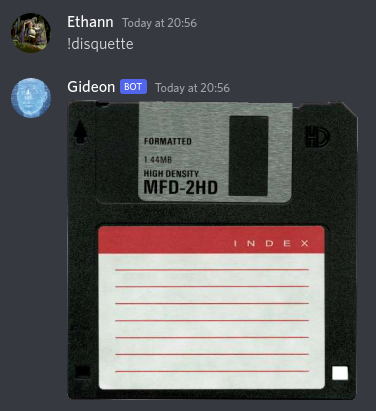 Ethann Today at 20:56
!disquette
Gideon BOT Today at 20:56
HD
FORMATTED
1.44MB
HIGH DENSITY
MFD-2HD
INDEX